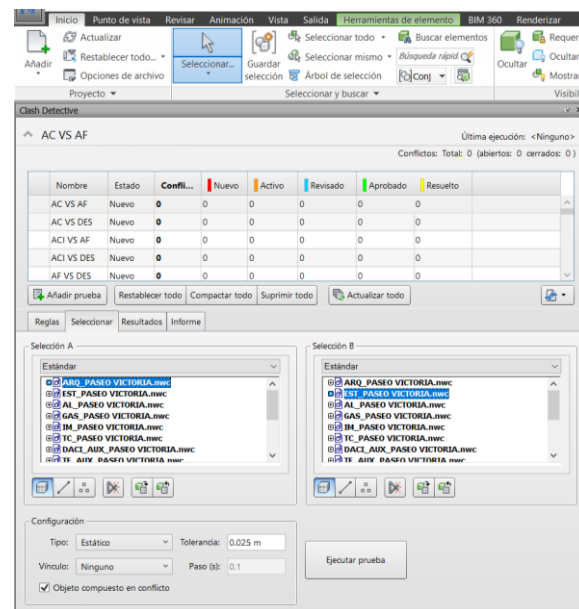 Inicio Punto de vista Revisar Animación Vista Salida Herramientas de elemento BIM 360 Renderizar
Añadir
Actualizar
Restablecer todo...
Opciones de archivo
Proyecto
Seleccionar...
Guardar selección
Seleccionar todo
Seleccionar mismo
Árbol de selección
Buscar elementos
Búsqueda rápid
Conj
Seleccionar y buscar
Ocultar
Requer
Ocultar
Mostrar
Visibil
Clash Detective
AC VS AF
Última ejecución: <Ninguno>
Conflictos: Total: 0 (abiertos: 0 cerrados: 0)
Nombre Estado Confli... Nuevo Activo Revisado Aprobado Resuelto
AC VS AF Nuevo 0 0 0 0 0 0
AC VS DES Nuevo 0 0 0 0 0 0
ACI VS AF Nuevo 0 0 0 0 0 0
ACI VS DES Nuevo 0 0 0 0 0 0
AF VS DES Nuevo 0 0 0 0 0 0
Añadir prueba Restablecer todo Compactar todo Suprimir todo Actualizar todo
Reglas Seleccionar Resultados Informe
Selección A
Estándar
ARQ_PASEO VICTORIA.nwc
EST_PASEO VICTORIA.nwc
AL_PASEO VICTORIA.nwc
GAS_PASEO VICTORIA.nwc
IM_PASEO VICTORIA.nwc
TC_PASEO VICTORIA.nwc
DACI_AUX_PASEO VICTORIA.nwc
TE_AUX_PASEO VICTORIA.nwc
Selección B
Estándar
ARQ_PASEO VICTORIA.nwc
EST_PASEO VICTORIA.nwc
AL_PASEO VICTORIA.nwc
GAS_PASEO VICTORIA.nwc
IM_PASEO VICTORIA.nwc
TC_PASEO VICTORIA.nwc
DACI_AUX_PASEO VICTORIA.nwc
TE_AUX_PASEO VICTORIA.nwc
Configuración
Tipo: Estático Tolerancia: 0.025 m
Vínculo: Ninguno Paso (s): 0.1
Objeto compuesto en conflicto
Ejecutar prueba